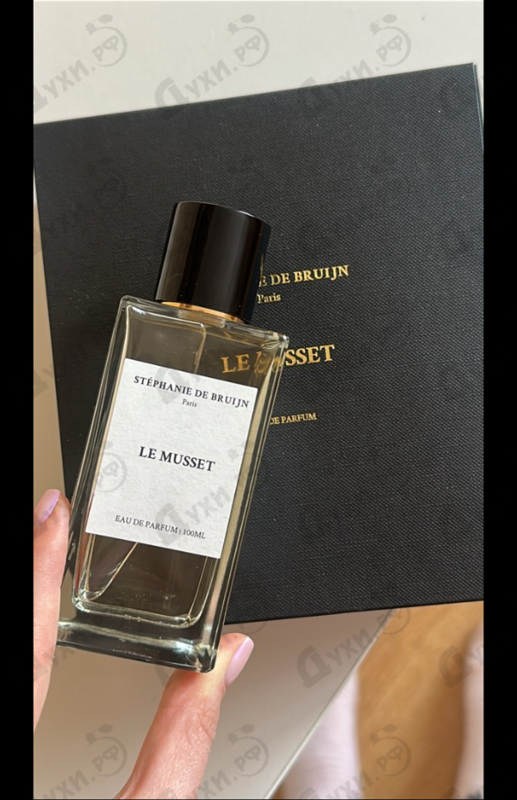 E DE BRUIJN
Paris
LE MUSSET
DE PARFUM
STÉPHANIE DE BRUIJN
Paris
LE MUSSET
EAU DE PARFUM | 100ML
Духи.рф